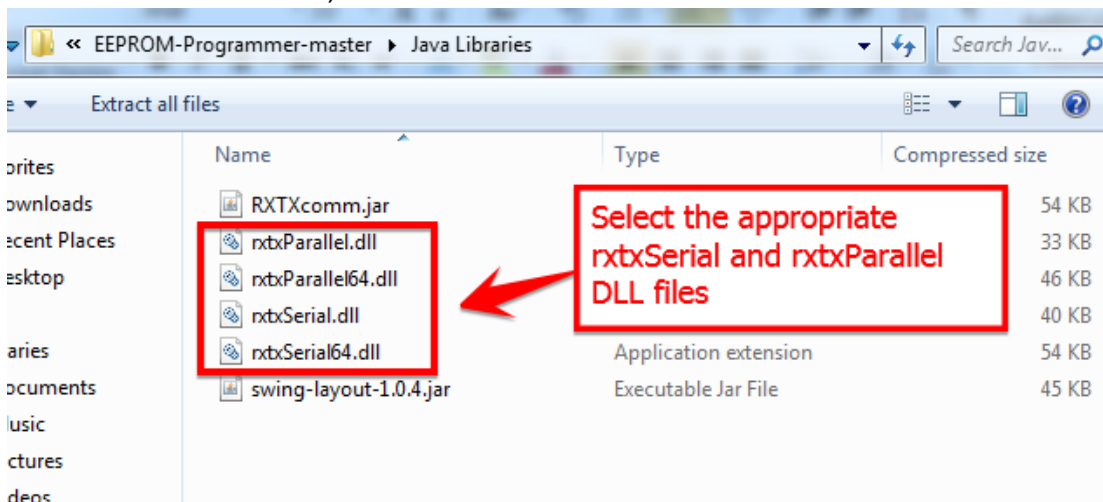 « EEPROM-Programmer-master ▸ Java Libraries
Search Jav...
Extract all files
Name Type Compressed size
RXTXcomm.jar 54 KB
rxtxParallel.dll 33 KB
rxtxParallel64.dll 46 KB
rxtxSerial.dll 40 KB
rxtxSerial64.dll Application extension 54 KB
swing-layout-1.0.4.jar Executable Jar File 45 KB
Select the appropriate
rxtxSerial and rxtxParallel
DLL files
orites
ownloads
ecent Places
esktop
aries
ocuments
usic
ctures
deos